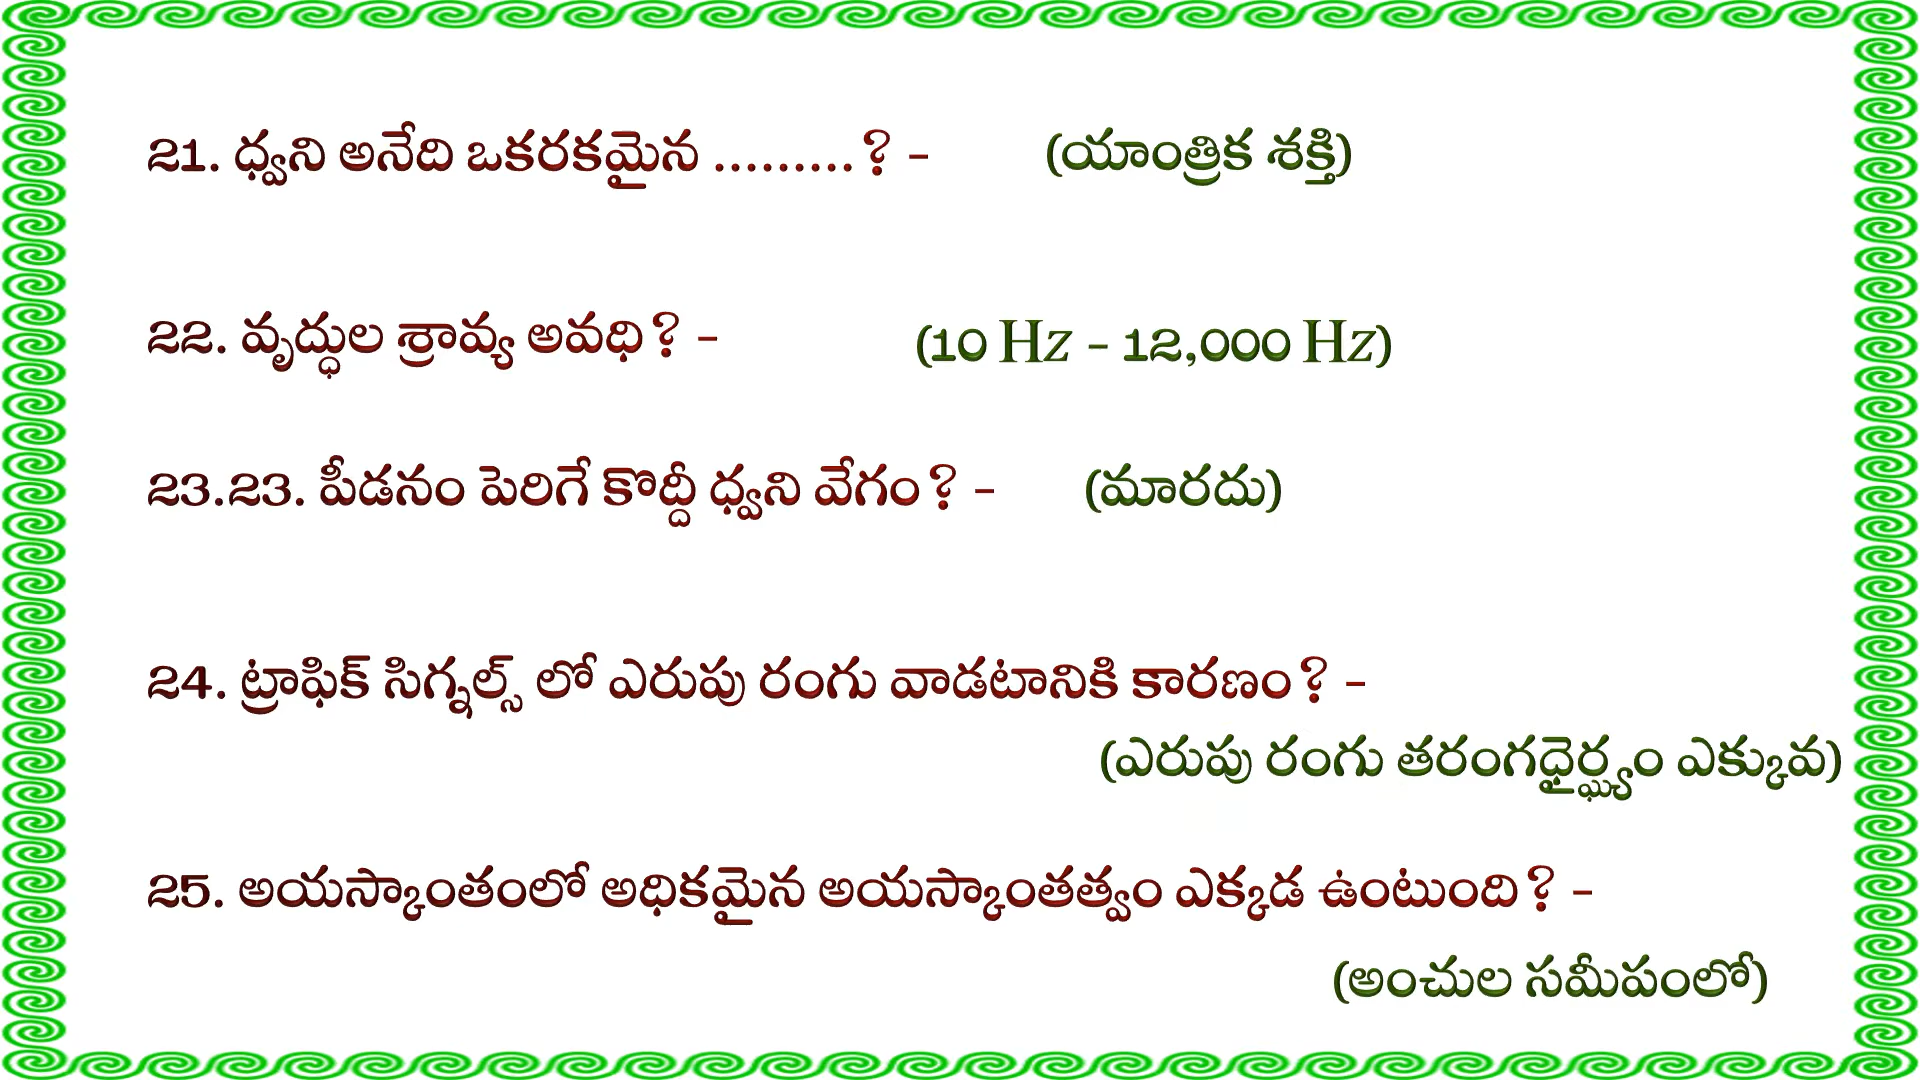 21. ధ్వని అనేది ఒకరకమైన .........? - (యాంత్రిక శక్తి)
22. వృద్ధుల శ్రావ్య అవధి? - (10 Hz - 12,000 Hz)
23.23. పీడనం పెరిగే కొద్దీ ధ్వని వేగం? - (మారదు)
24. ట్రాఫిక్ సిగ్నల్స్ లో ఎరుపు రంగు వాడటానికి కారణం? -
(ఎరుపు రంగు తరంగధైర్ఘ్యం ఎక్కువ)
25. అయస్కాంతంలో అధికమైన అయస్కాంతత్వం ఎక్కడ ఉంటుంది? -
(అంచుల సమీపంలో)